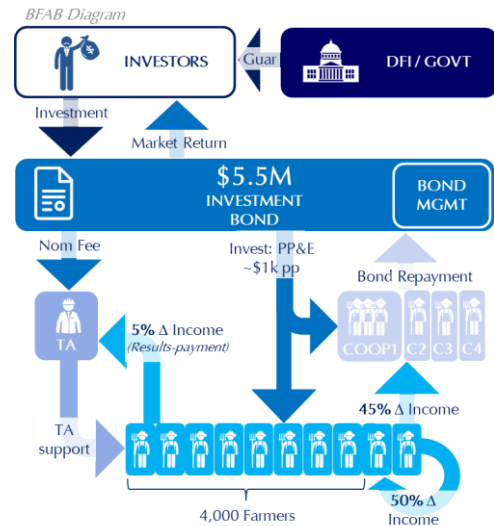 BFAB Diagram
INVESTORS
Guar
DFI / GOVT
Investment
Market Return
$5.5M
INVESTMENT
BOND
BOND
MGMT
Nom Fee
Invest: PP&E
~$1k pp
Bond Repayment
TA
5% Δ Income
(Results-payment)
COOP1
C2
C3
C4
TA
support
45% Δ Income
50% Δ
Income
4,000 Farmers